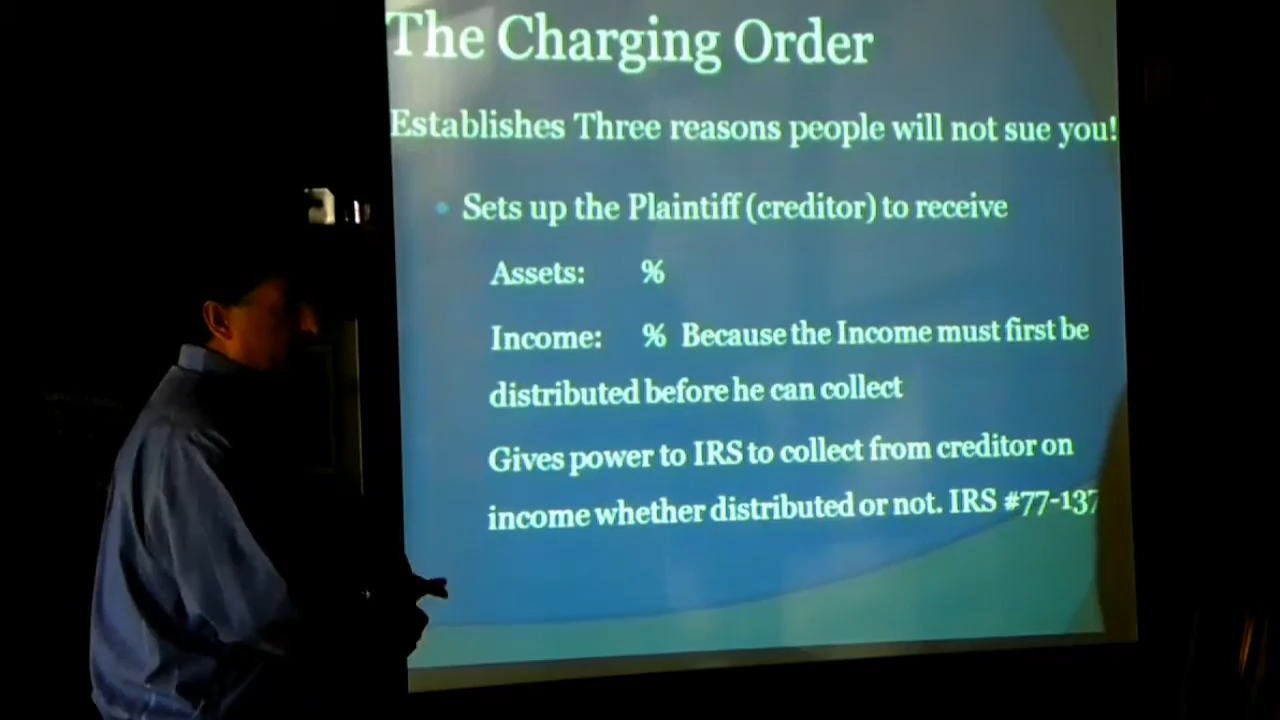 The Charging Order
Establishes Three reasons people will not sue you!
Sets up the Plaintiff (creditor) to receive
Assets: %
Income: % Because the Income must first be
distributed before he can collect
Gives power to IRS to collect from creditor on
income whether distributed or not. IRS #77-137